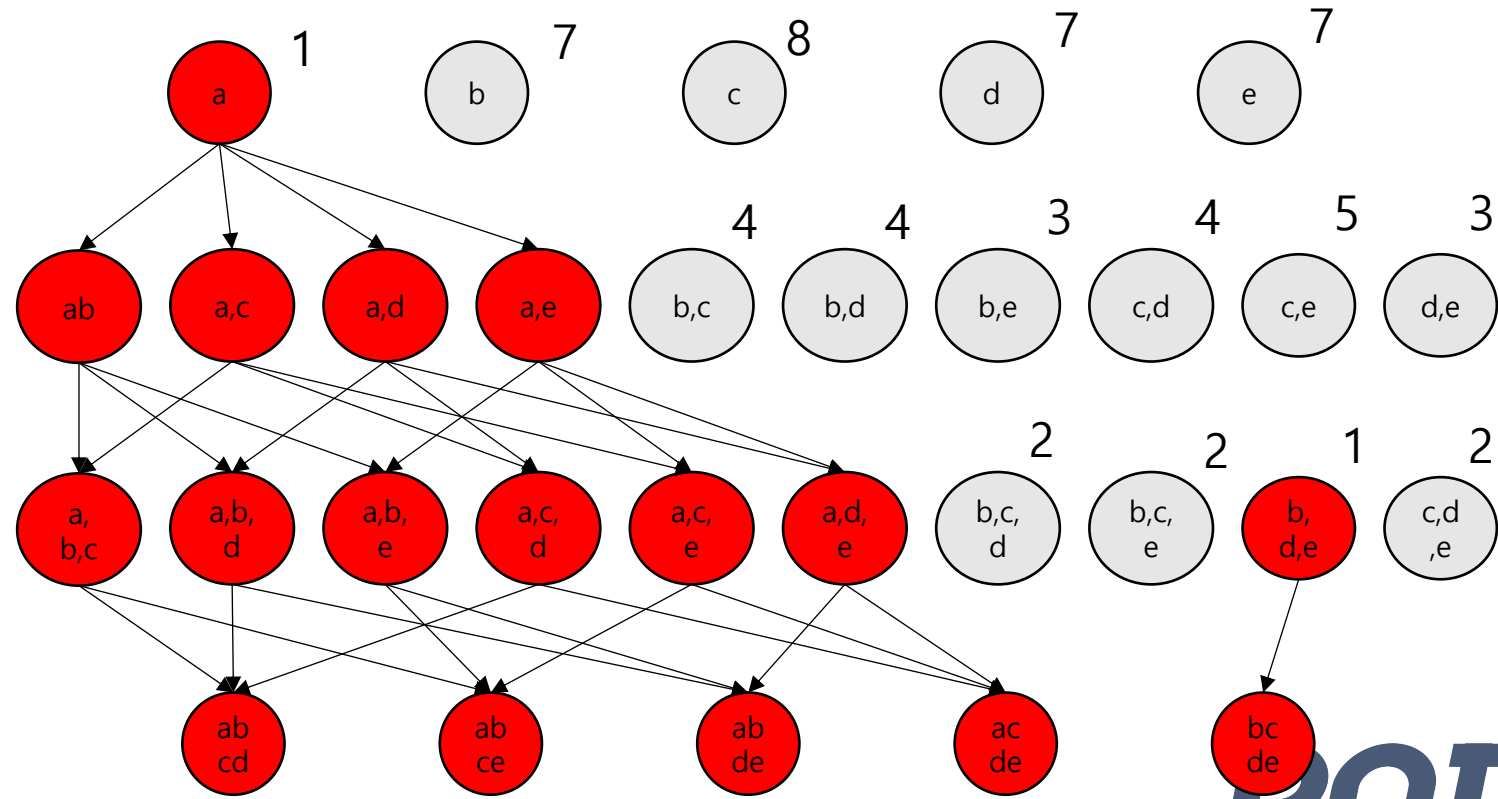 1
7
8
7
7
a
b
c
d
e
4
4
3
4
5
3
ab
a,c
a,d
a,e
b,c
b,d
b,e
c,d
c,e
d,e
2
2
1
2
a,
b,c
a,b,
d
a,b,
e
a,c,
d
a,c,
e
a,d,
e
b,c,
d
b,c,
e
b,
d,e
c,d
,e
ab
cd
ab
ce
ab
de
ac
de
bc
de